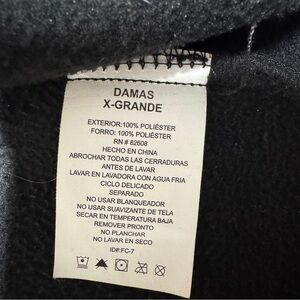 DAMAS
X-GRANDE
EXTERIOR:100% POLIÉSTER
FORRO: 100% POLIÉSTER
RN # 82608
HECHO EN CHINA
ABROCHAR TODAS LAS CERRADURAS
ANTES DE LAVAR
LAVAR EN LAVADORA CON AGUA FRIA
CICLO DELICADO
SEPARADO
NO USAR BLANQUEADOR
NO USAR SUAVIZANTE DE TELA
SECAR EN TEMPERATURA BAJA
REMOVER PRONTO
NO PLANCHAR
NO LAVAR EN SECO
ID#:FC-7